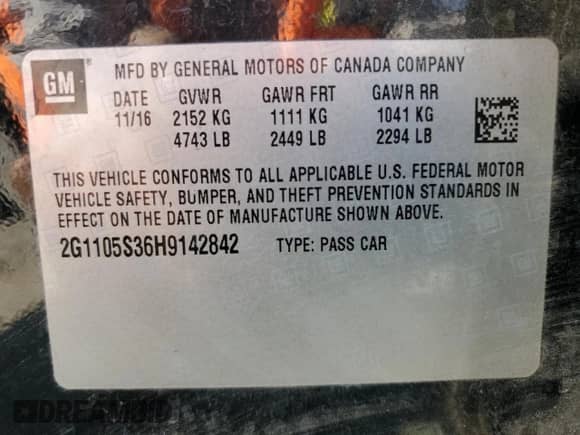 GM ® MFD BY GENERAL MOTORS OF CANADA COMPANY
DATE GVWR GAWR FRT GAWR RR
11/16 2152 KG 1111 KG 1041 KG
4743 LB 2449 LB 2294 LB
THIS VEHICLE CONFORMS TO ALL APPLICABLE U.S. FEDERAL MOTOR
VEHICLE SAFETY, BUMPER, AND THEFT PREVENTION STANDARDS IN
EFFECT ON THE DATE OF MANUFACTURE SHOWN ABOVE.
2G1105S36H9142842 TYPE: PASS CAR